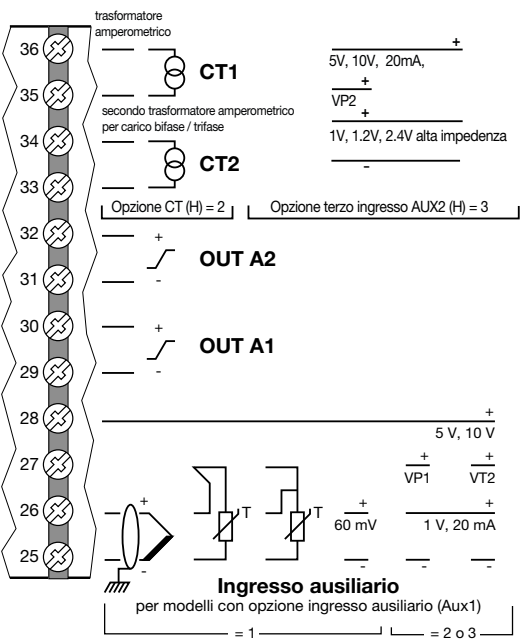 trasformatore
amperometrico
36
+
5V, 10V, 20mA,
CT1
35
+
VP2
secondo trasformatore amperometrico
per carico bifase / trifase
+
34
1V, 1.2V, 2.4V alta impedenza
CT2
-
33
Opzione CT (H) = 2
Opzione terzo ingresso AUX2 (H) = 3
32
+
OUT A2
31
-
30
+
OUT A1
29
-
28
+
5 V, 10 V
27
+ +
VP1 VT2
26
+
T
T
+
60 mV
+
1 V, 20 mA
25
-
- - -
Ingresso ausiliario
per modelli con opzione ingresso ausiliario (Aux1)
= 1
= 2 o 3